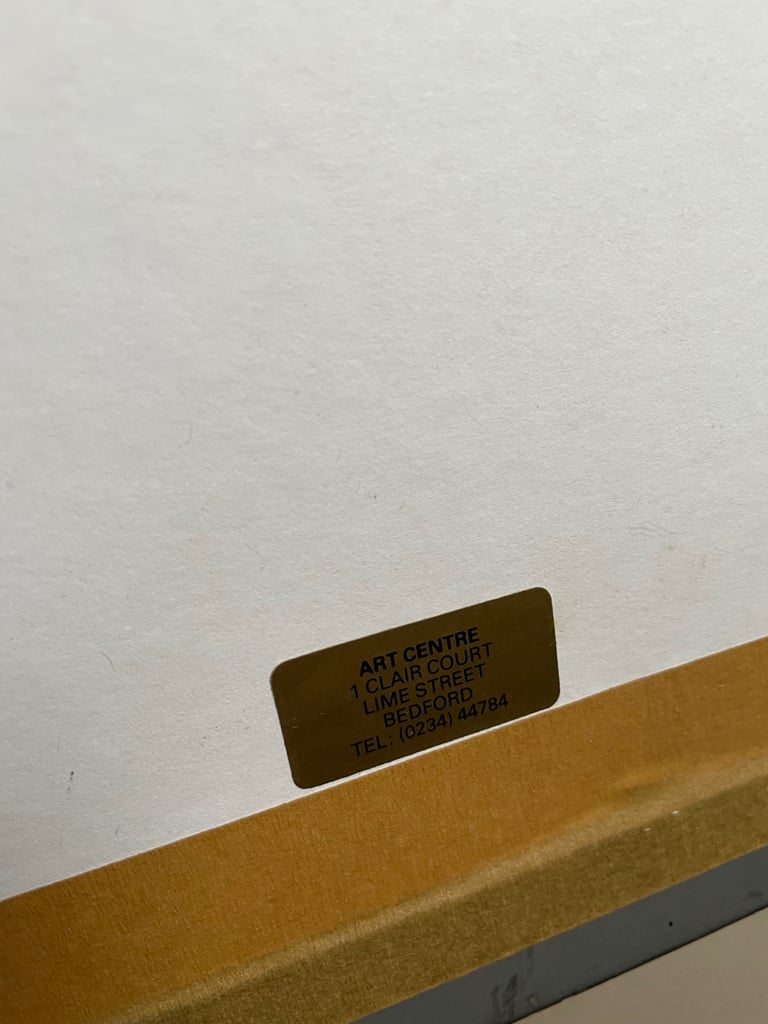 ART CENTRE
1 CLAIR COURT
LIME STREET
BEDFORD
TEL: (0234) 44784